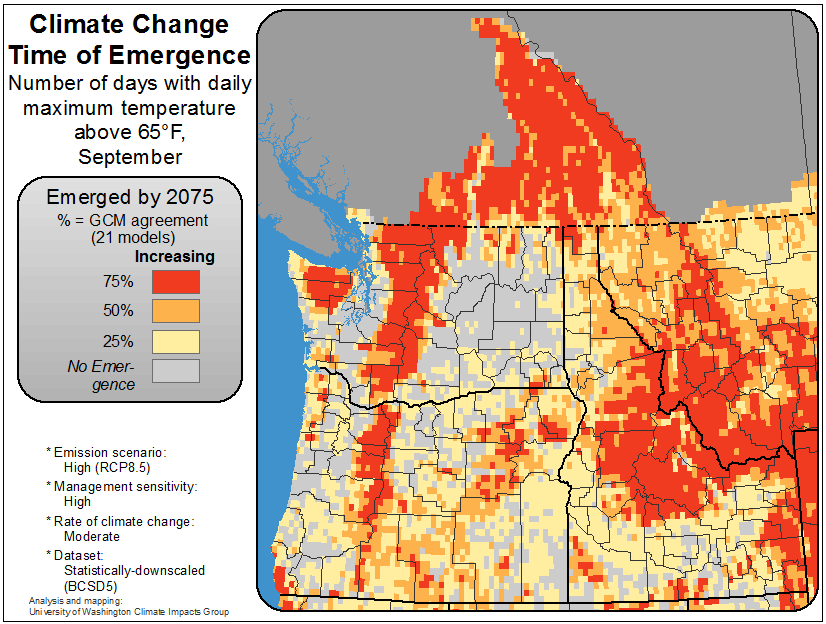 Climate Change
Time of Emergence
Number of days with daily
maximum temperature
above 65°F,
September
Emerged by 2075
% = GCM agreement
(21 models)
Increasing
75%
50%
25%
No Emer-
gence
* Emission scenario:
High (RCP8.5)
* Management sensitivity:
High
* Rate of climate change:
Moderate
* Dataset:
Statistically-downscaled
(BCSD5)
Analysis and mapping:
University of Washington Climate Impacts Group